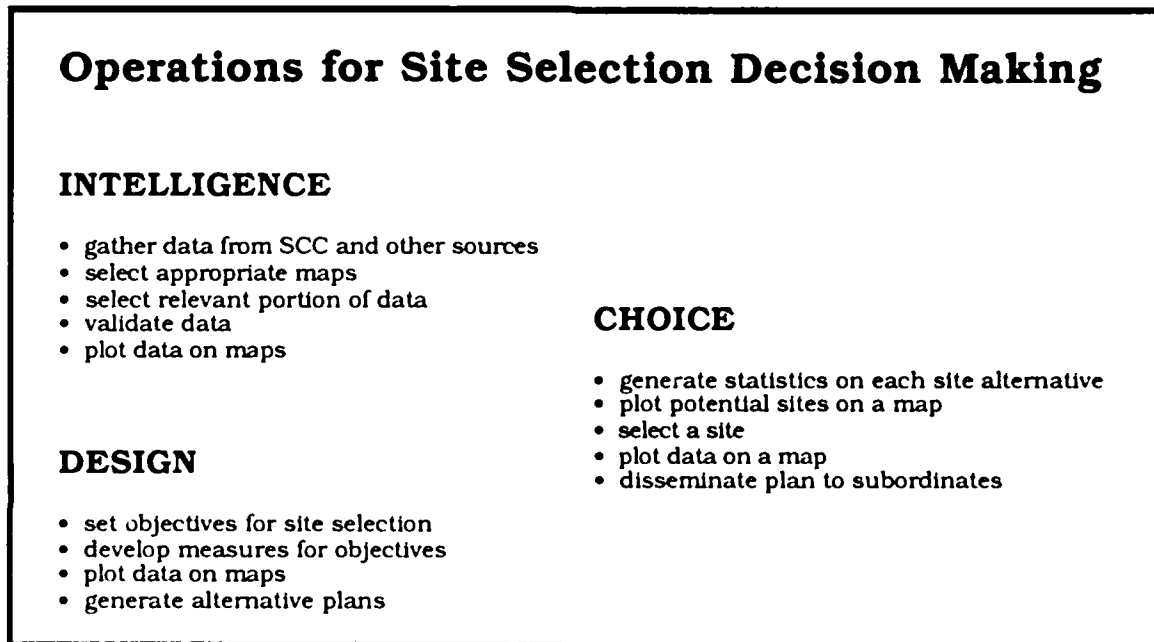 Operations for Site Selection Decision Making
INTELLIGENCE
• gather data from SCC and other sources
• select appropriate maps
• select relevant portion of data
• validate data
• plot data on maps
DESIGN
• set objectives for site selection
• develop measures for objectives
• plot data on maps
• generate alternative plans
CHOICE
• generate statistics on each site alternative
• plot potential sites on a map
• select a site
• plot data on a map
• disseminate plan to subordinates